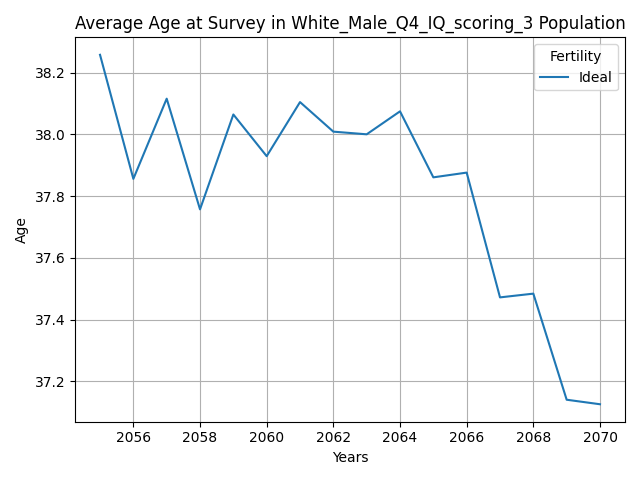 Average Age at Survey in White_Male_Q4_IQ_scoring_3 Population
Fertility
Ideal
38.2
38.0
37.8
37.6
37.4
37.2
Age
2056 2058 2060 2062 2064 2066 2068 2070
Years